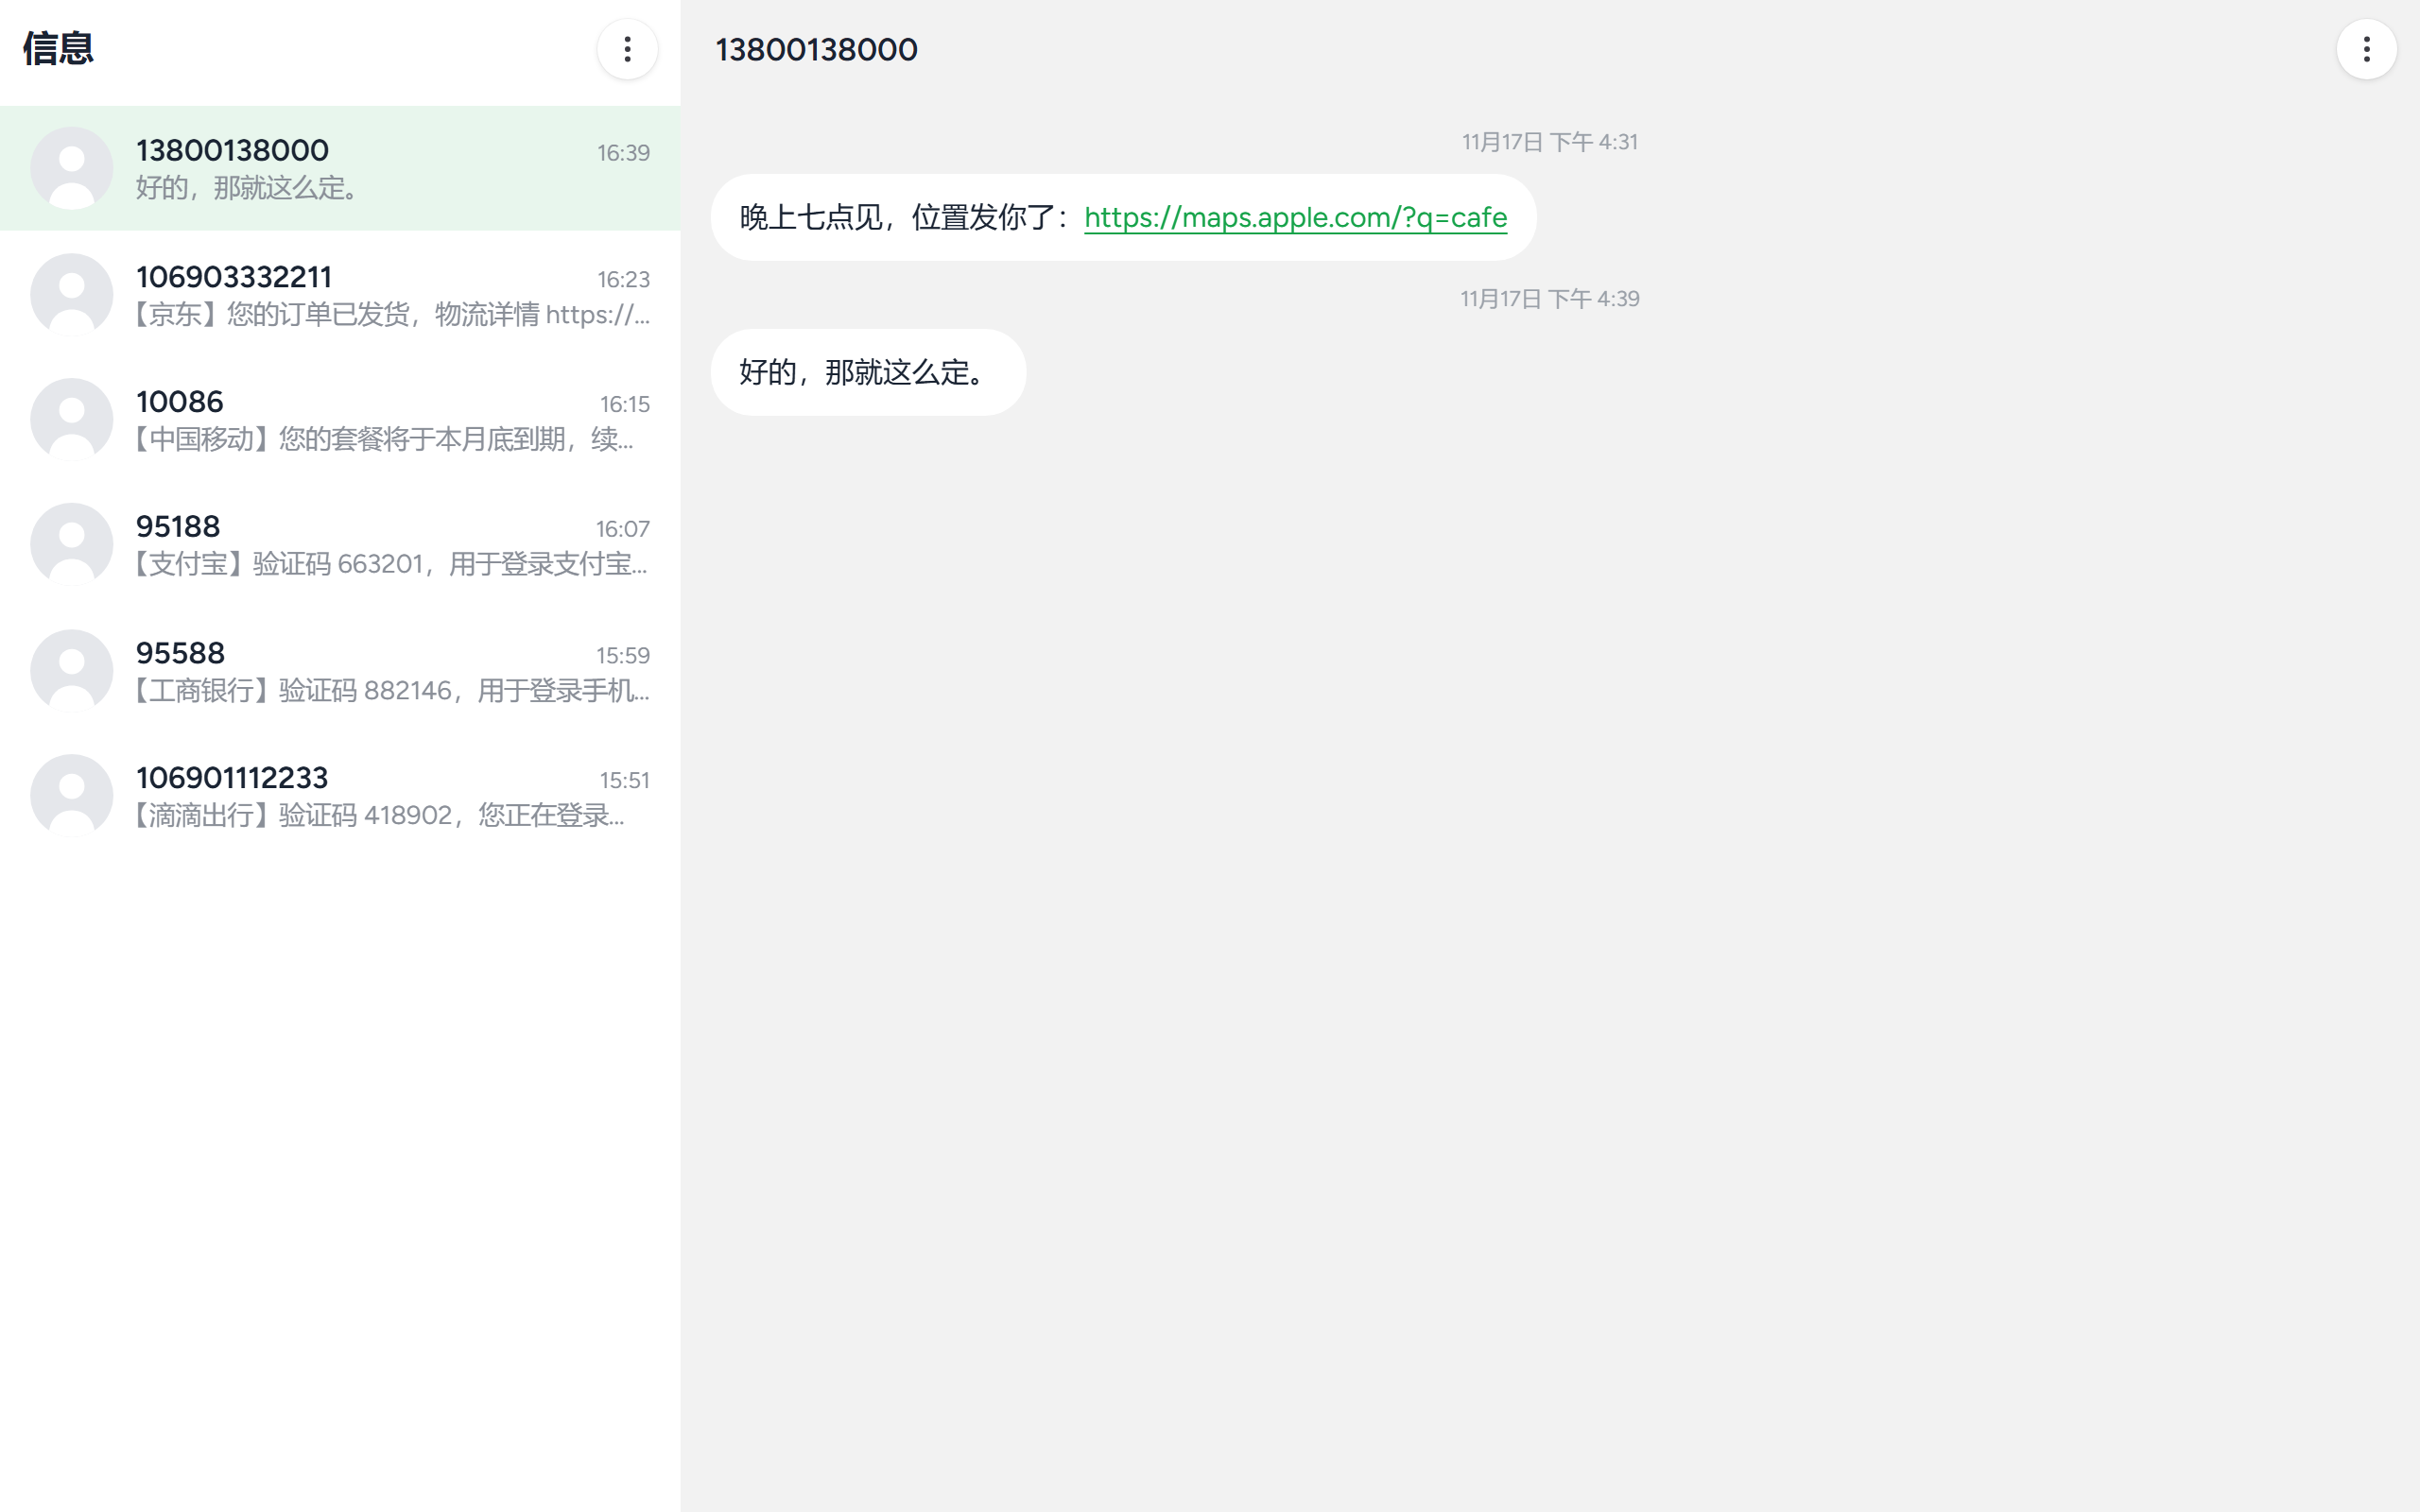 信息
13800138000
16:39
好的，那就这么定。
106903332211
16:23
【京东】您的订单已发货，物流详情 https://...
10086
16:15
【中国移动】您的套餐将于本月底到期，续...
95188
16:07
【支付宝】验证码 663201，用于登录支付宝...
95588
15:59
【工商银行】验证码 882146，用于登录手机...
106901112233
15:51
【滴滴出行】验证码 418902，您正在登录...
13800138000
11月17日 下午 4:31
晚上七点见，位置发你了：https://maps.apple.com/?q=cafe
11月17日 下午 4:39
好的，那就这么定。